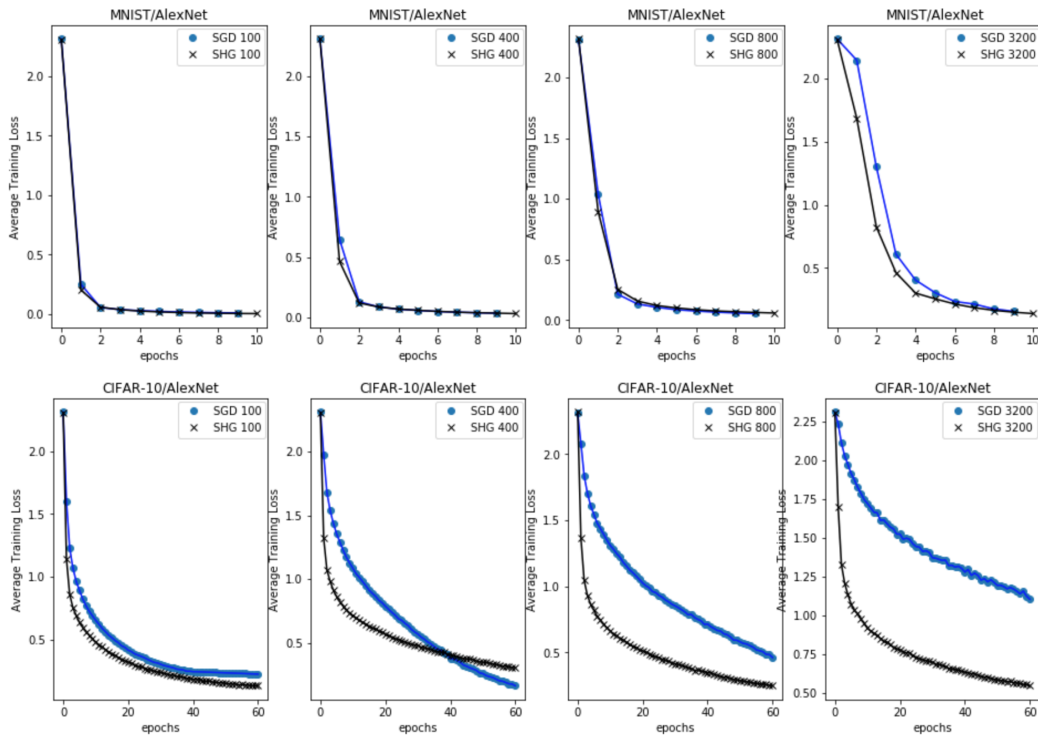 MNIST/AlexNet
SGD 100
SHG 100
2.0
1.5
1.0
0.5
0.0
Average Training Loss
0 2 4 6 8 10
epochs
MNIST/AlexNet
SGD 400
SHG 400
2.0
1.5
1.0
0.5
0.0
Average Training Loss
0 2 4 6 8 10
epochs
MNIST/AlexNet
SGD 800
SHG 800
2.0
1.5
1.0
0.5
0.0
Average Training Loss
0 2 4 6 8 10
epochs
MNIST/AlexNet
SGD 3200
SHG 3200
2.0
1.5
1.0
0.5
Average Training Loss
0 2 4 6 8 10
epochs
CIFAR-10/AlexNet
SGD 100
SHG 100
2.0
1.5
1.0
0.5
Average Training Loss
0 20 40 60
epochs
CIFAR-10/AlexNet
SGD 400
SHG 400
2.0
1.5
1.0
0.5
Average Training Loss
0 20 40 60
epochs
CIFAR-10/AlexNet
SGD 800
SHG 800
2.0
1.5
1.0
0.5
Average Training Loss
0 20 40 60
epochs
CIFAR-10/AlexNet
SGD 3200
SHG 3200
2.25
2.00
1.75
1.50
1.25
1.00
0.75
0.50
Average Training Loss
0 20 40 60
epochs